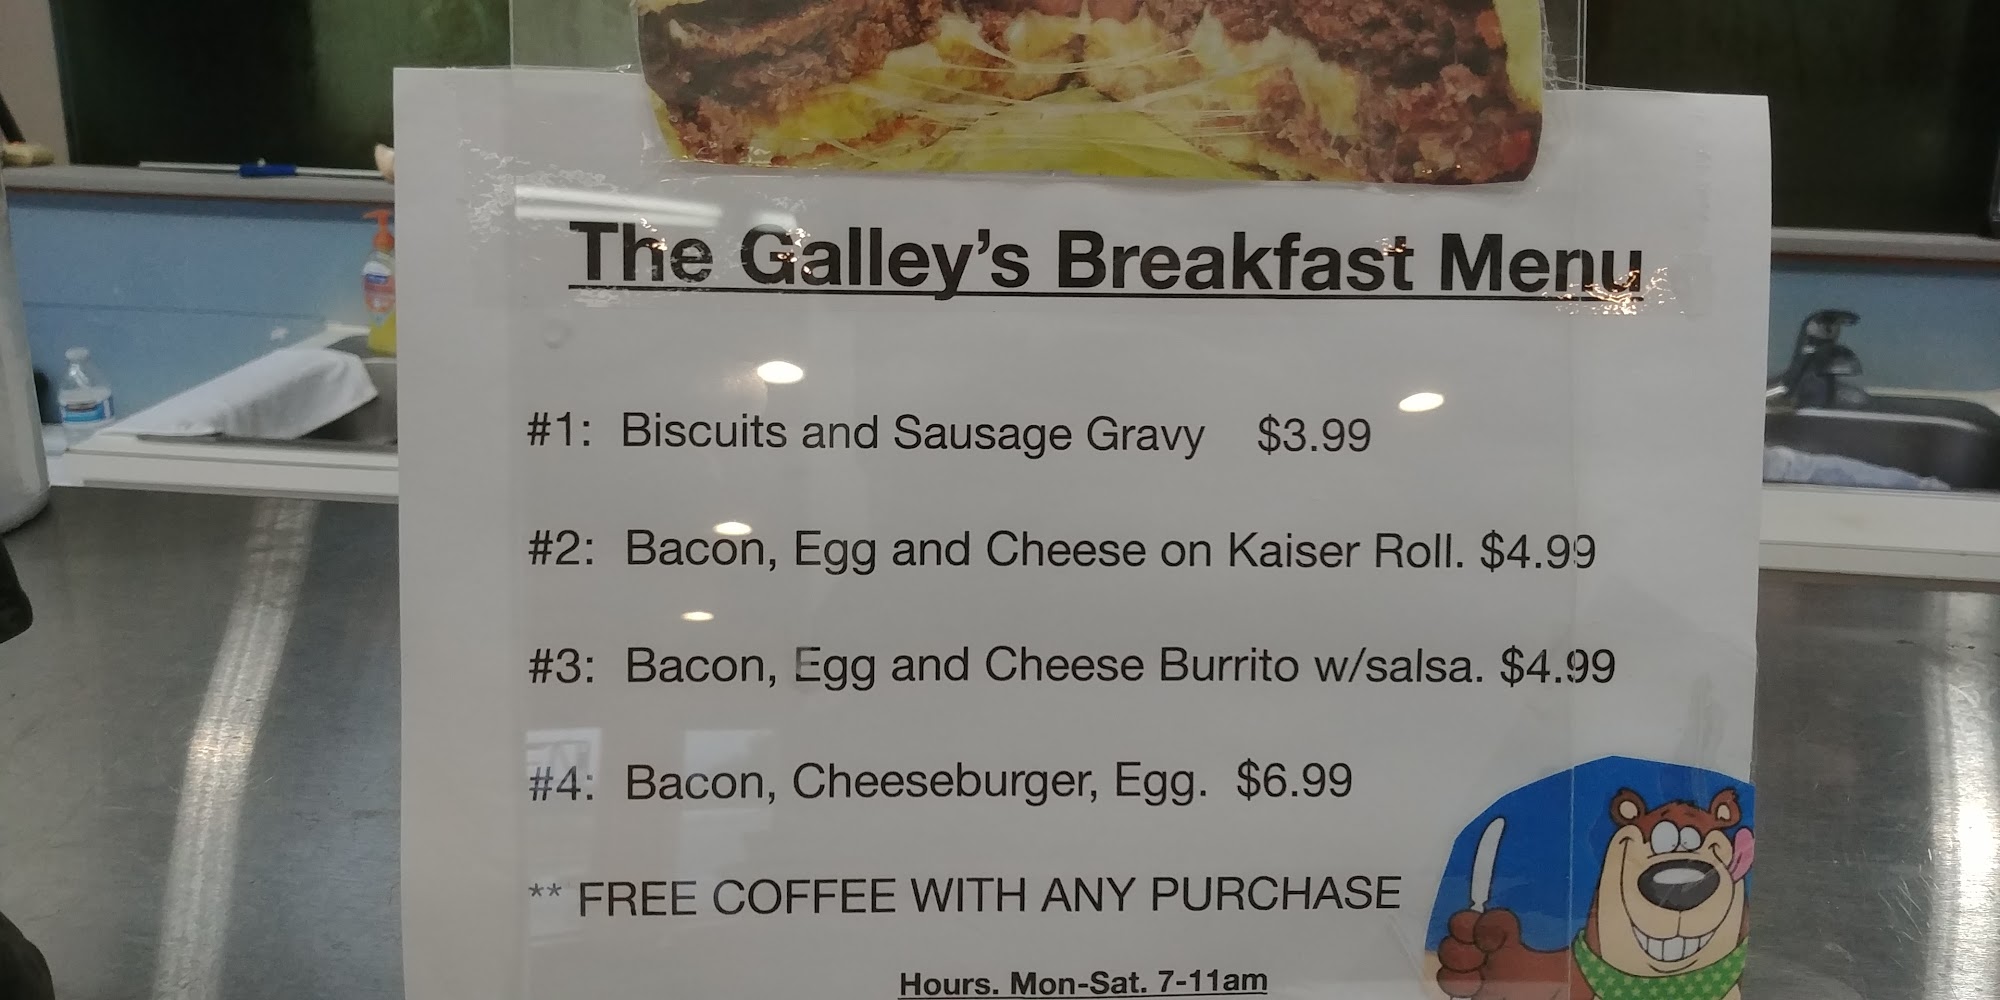 The Galley's Breakfast Menu
#1: Biscuits and Sausage Gravy $3.99
#2: Bacon, Egg and Cheese on Kaiser Roll. $4.99
#3: Bacon, Egg and Cheese Burrito w/salsa. $4.99
#4: Bacon, Cheeseburger, Egg. $6.99
** FREE COFFEE WITH ANY PURCHASE
Hours. Mon-Sat. 7-11am